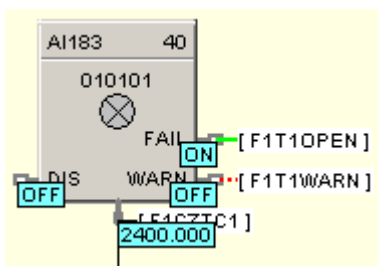 AI183 40
010101
FAIL [ F1T1OPEN ]
ON
DIS WARN [ F1T1WARN ]
OFF OFF
[ F1CZTC1 ]
2400.000